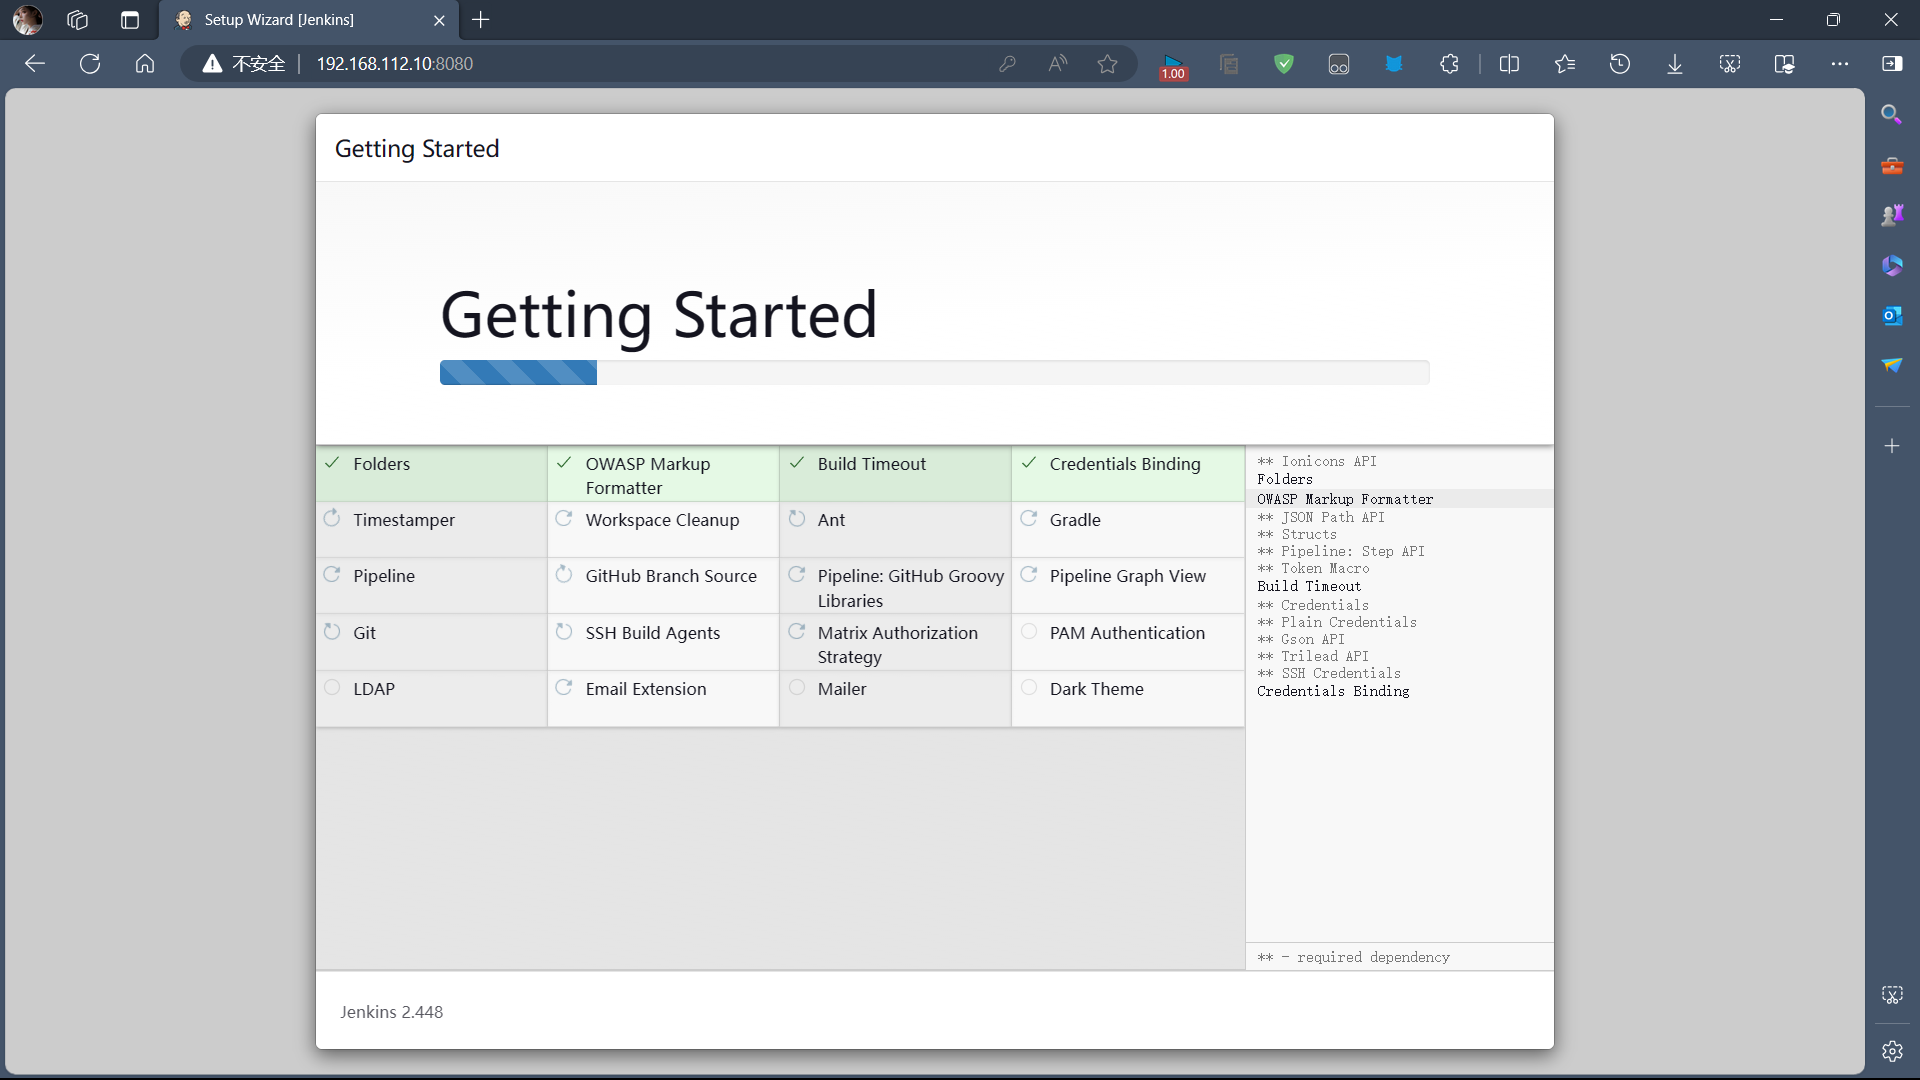 Setup Wizard [Jenkins]
不安全
192.168.112.10:8080
1.00
Getting Started
Getting Started
Folders
OWASP Markup
Formatter
Build Timeout
Credentials Binding
Timestamper
Workspace Cleanup
Ant
Gradle
Pipeline
GitHub Branch Source
Pipeline: GitHub Groovy
Libraries
Pipeline Graph View
Git
SSH Build Agents
Matrix Authorization
Strategy
PAM Authentication
LDAP
Email Extension
Mailer
Dark Theme
** Ionicons API
Folders
OWASP Markup Formatter
** JSON Path API
** Structs
** Pipeline: Step API
** Token Macro
Build Timeout
** Credentials
** Plain Credentials
** Gson API
** Trilead API
** SSH Credentials
Credentials Binding
** - required dependency
Jenkins 2.448